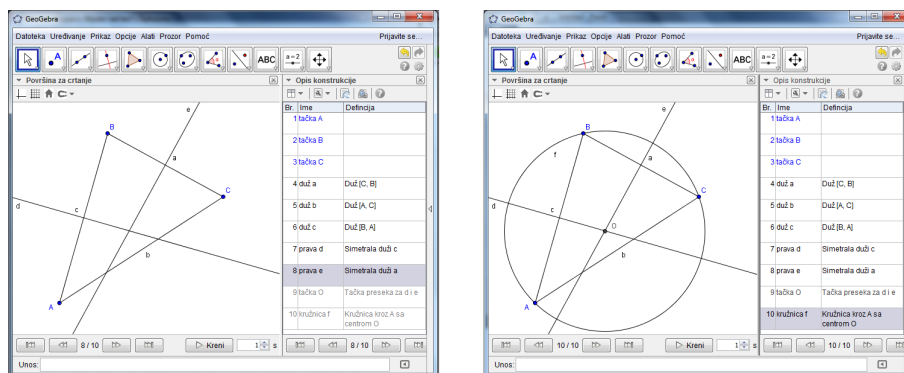 GeoGebra
Datoteka Uređivanje Prikaz Opcije Alati Prozor Pomoć Prijavite se...
A ABC a=2
Površina za crtanje
Opis konstrukcije
Br. Ime Defincija
1 tačka A
2 tačka B
3 tačka C
4 duž a Duž [C, B]
5 duž b Duž [A, C]
6 duž c Duž [B, A]
7 prava d Simetrala duži c
8 prava e Simetrala duži a
9 tačka O Tačka preseka za d i e
10 kružnica f Kružnica kroz A sa
centrom O
e
B
a
C
d
c
b
A
8 / 10 Kreni 1 s
8 / 10
Unos:
GeoGebra
Datoteka Uređivanje Prikaz Opcije Alati Prozor Pomoć Prijavite se...
A ABC a=2
Površina za crtanje
Opis konstrukcije
Br. Ime Defincija
1 tačka A
2 tačka B
3 tačka C
4 duž a Duž [C, B]
5 duž b Duž [A, C]
6 duž c Duž [B, A]
7 prava d Simetrala duži c
8 prava e Simetrala duži a
9 tačka O Tačka preseka za d i e
10 kružnica f Kružnica kroz A sa
centrom O
e
B
f
a
C
d
c
O
b
A
10 / 10 Kreni 1 s
10 / 10
Unos: